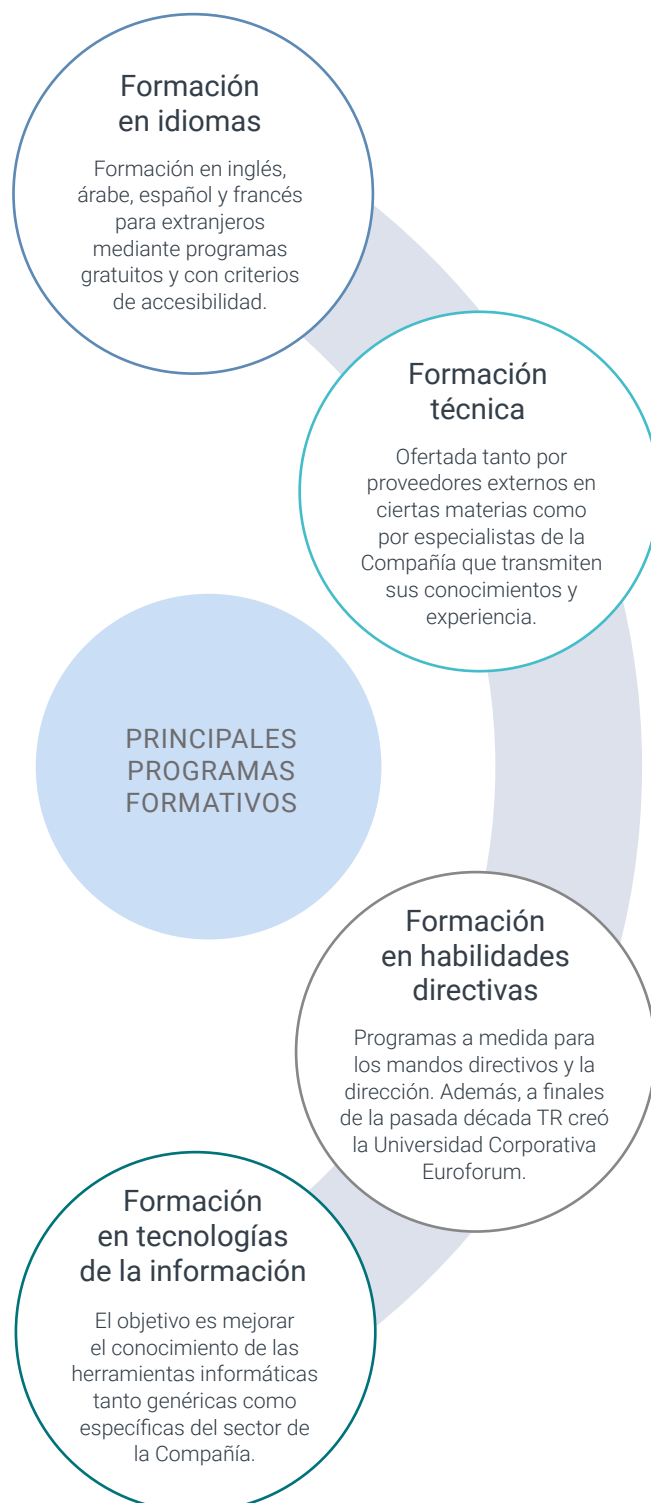 Formación
en idiomas
Formación en inglés,
árabe, español y francés
para extranjeros
mediante programas
gratuitos y con criterios
de accesibilidad.
Formación
técnica
Ofertada tanto por
proveedores externos en
ciertas materias como
por especialistas de la
Compañía que transmiten
sus conocimientos y
experiencia.
PRINCIPALES
PROGRAMAS
FORMATIVOS
Formación
en habilidades
directivas
Programas a medida para
los mandos directivos y la
dirección. Además, a finales
de la pasada década TR creó
la Universidad Corporativa
Euroforum.
Formación
en tecnologías
de la información
El objetivo es mejorar
el conocimiento de las
herramientas informáticas
tanto genéricas como
específicas del sector de
la Compañía.